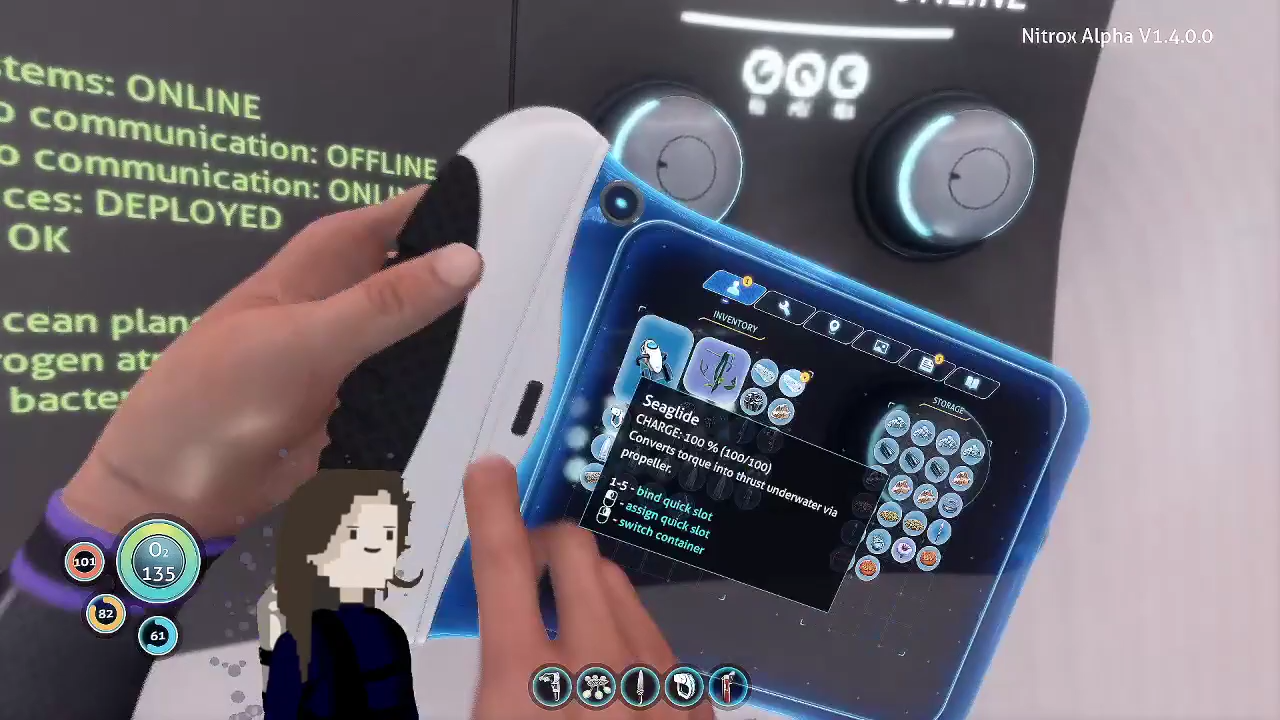 ONLINE
Nitrox Alpha V1.4.0.0
stems: ONLINE
o communication: OFFLINE
o communication: ONLIN
ces: DEPLOYED
OK
cean plan
rogen at
bacte
INVENTORY
STORAGE
Seaglide
CHARGE: 100 % (100/100)
Converts torque into thrust underwater via
propeller.
1-5 - bind quick slot
- assign quick slot
- switch container
O₂
135
101
82
61